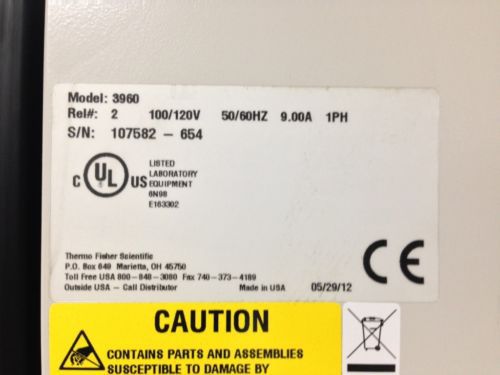 Model: 3960
Rel#: 2 100/120V 50/60HZ 9.00A 1PH
S/N: 107582 - 654
C UL US
LISTED
LABORATORY
EQUIPMENT
6N98
E163302
Thermo Fisher Scientific
P.O. Box 649 Marietta, OH 45750
Toll Free USA 800-848-3080 Fax 740-373-4189
Outside USA - Call Distributor Made in USA 05/29/12
CE
CAUTION
CONTAINS PARTS AND ASSEMBLIES
SUSCEPTIBLE TO DAMAGE BY